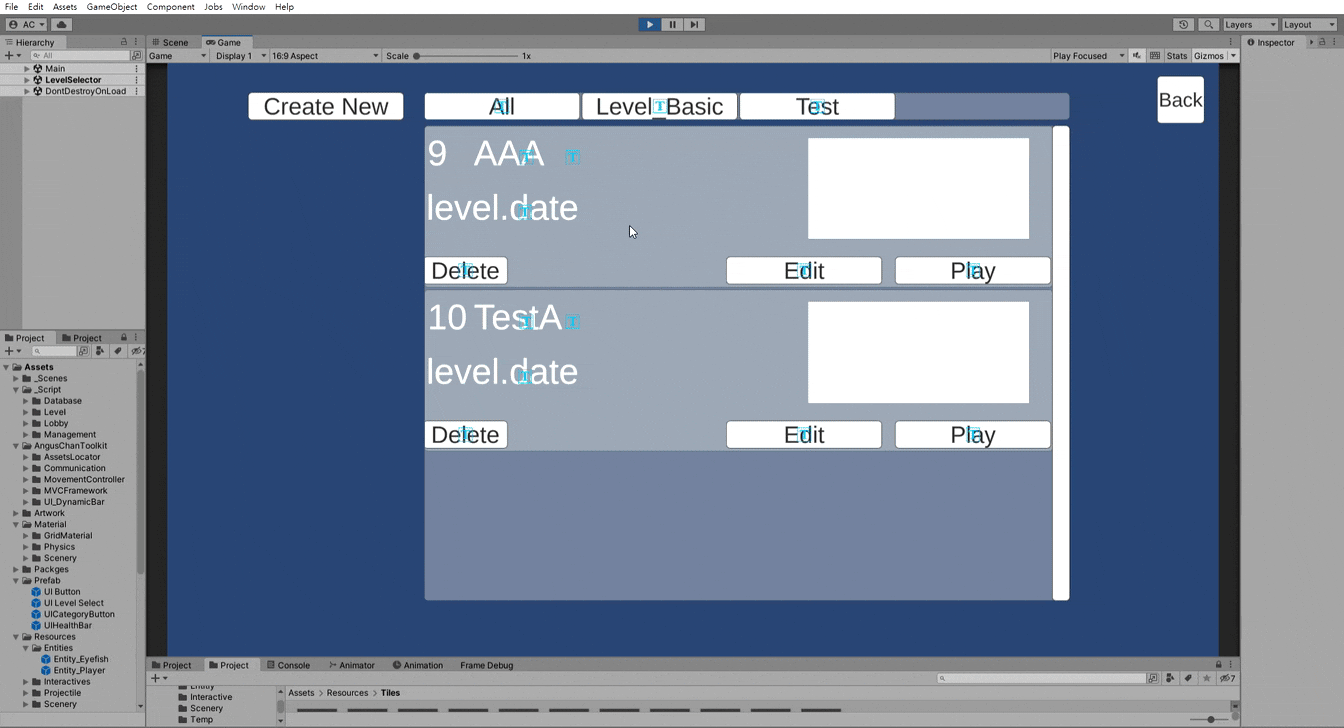 File Edit Assets GameObject Component Jobs Window Help
AC Layers Layout
Hierarchy Scene Game Inspector
All Game Display 1 16:9 Aspect Scale 1x Play Focused Stats Gizmos
Main
LevelSelector
DontDestroyOnLoad
Create New All Level_Basic Test Back
9 AAA
level.date
Delete Edit Play
10 TestA
level.date
Delete Edit Play
Project Project
7
Assets
_Scenes
_Script
Database
Level
Lobby
Management
AngusChanToolkit
AssetsLocator
Communication
MovementController
MVCFramework
UI_DynamicBar
Artwork
Material
GridMaterial
Physics
Scenery
Packges
Prefab
UI Button
UI Level Select
UICategoryButton
UIHealthBar
Resources
Entities
Entity_Eyefish
Entity_Player
Interactives
Projectile
Scenery
Project Project Console Animator Animation Frame Debug
7
Entity
Interactive
Scenery
Temp
Assets > Resources > Tiles